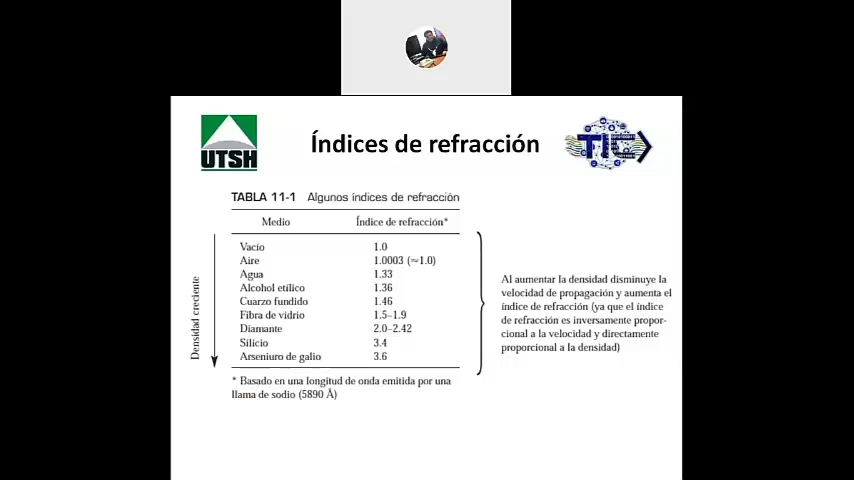 UTSH
Índices de refracción
TIC
TABLA 11-1 Algunos índices de refracción
Medio Índice de refracción*
Vacío 1.0
Aire 1.0003 (≈1.0)
Agua 1.33
Alcohol etílico 1.36
Cuarzo fundido 1.46
Fibra de vidrio 1.5–1.9
Diamante 2.0–2.42
Silicio 3.4
Arseniuro de galio 3.6
Densidad creciente
Al aumentar la densidad disminuye la
velocidad de propagación y aumenta el
índice de refracción (ya que el índice
de refracción es inversamente propor-
cional a la velocidad y directamente
proporcional a la densidad)
* Basado en una longitud de onda emitida por una
llama de sodio (5890 Å)